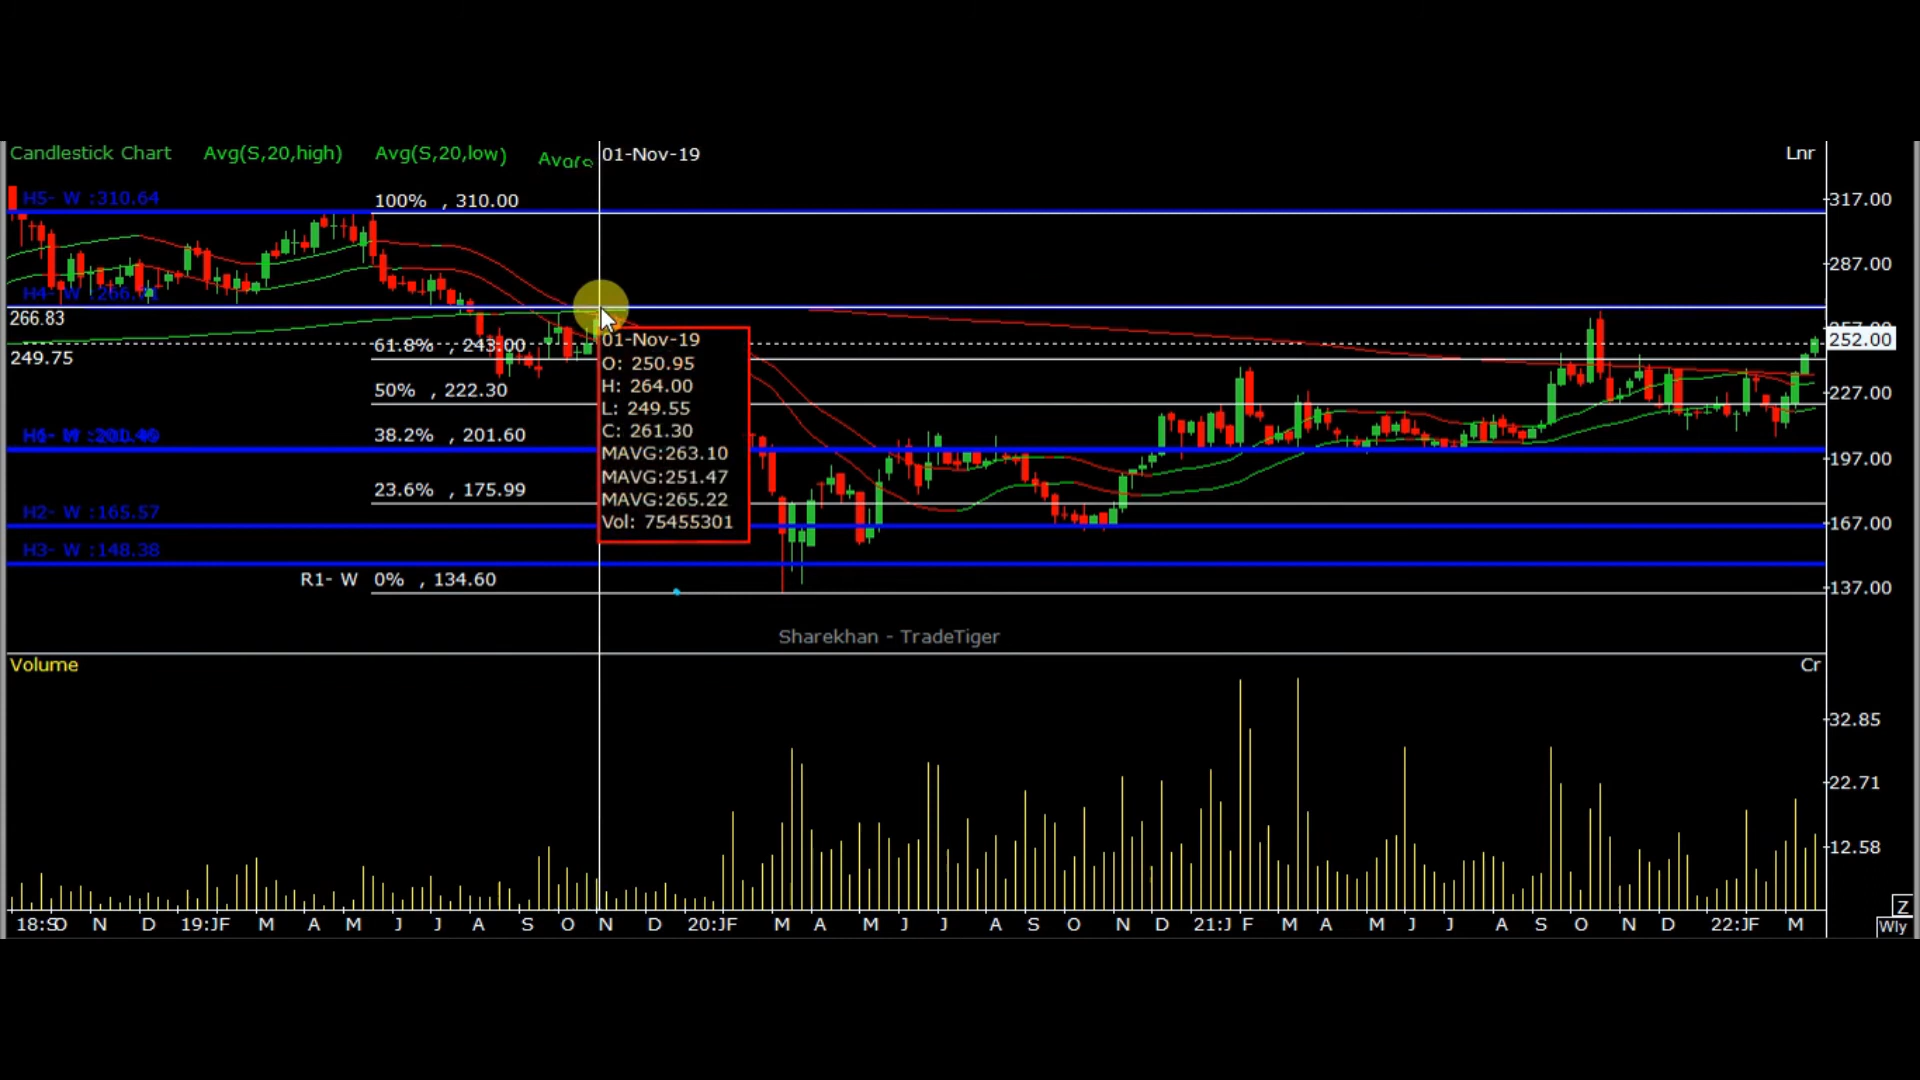 Candlestick Chart Avg(S,20,high) Avg(S,20,low) 01-Nov-19 Lnr
H5- W :310.64 100% , 310.00 317.00
287.00
266.83
252.00
61.8% , 243.00
249.75
01-Nov-19
O: 250.95
H: 264.00
L: 249.55
C: 261.30
MAVG:263.10
MAVG:251.47
MAVG:265.22
Vol: 75455301
50% , 222.30 227.00
38.2% , 201.60
197.00
23.6% , 175.99
H2- W :165.57 167.00
H3- W :148.38
R1- W 0% , 134.60 137.00
Sharekhan - TradeTiger
Volume Cr
32.85
22.71
12.58
N D 19:JF M A M J J A S O N D 20:JF M A M J J A S O N D 21:J F M A M J J A S O N D 22:JF M
Z
Wly